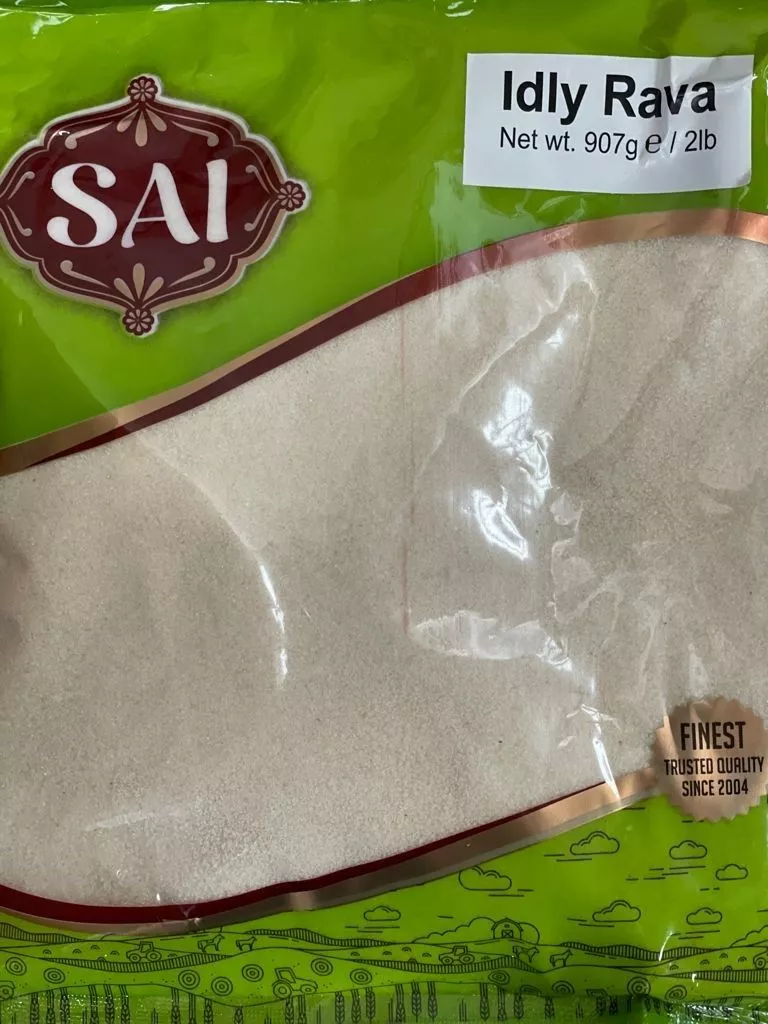 SAI
Idly Rava
Net wt. 907g e / 2lb
FINEST
TRUSTED QUALITY
SINCE 2004